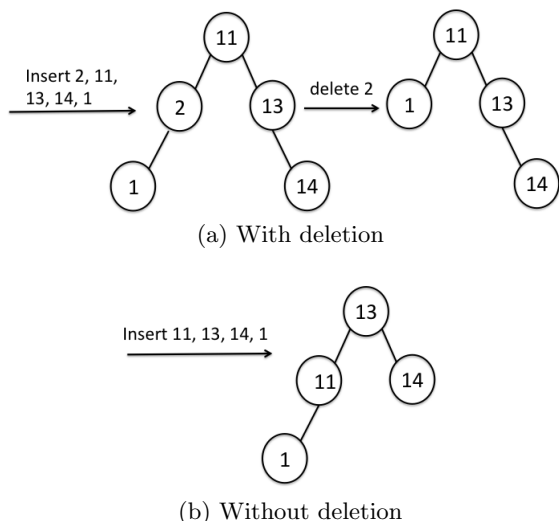 11
11
Insert 2, 11,
13, 14, 1
2
13
delete 2
1
13
1
14
14
(a) With deletion
13
Insert 11, 13, 14, 1
11
14
1
(b) Without deletion